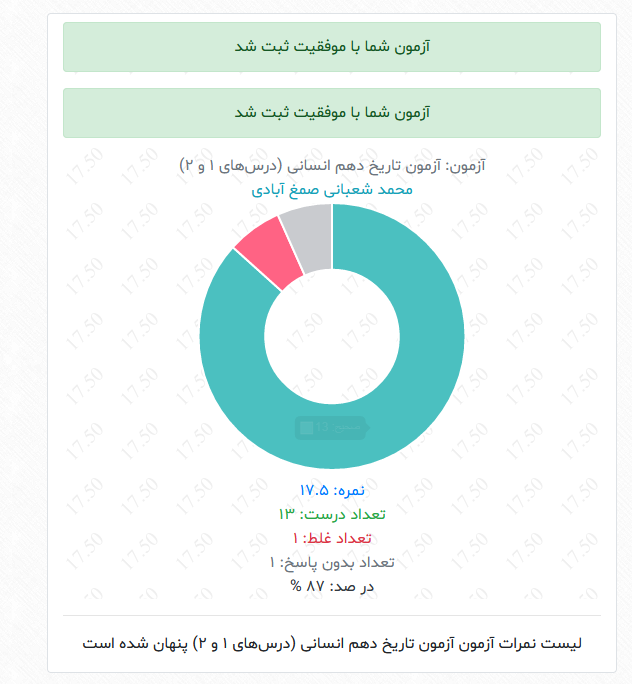 آزمون شما با موفقیت ثبت شد
آزمون شما با موفقیت ثبت شد
آزمون: آزمون تاریخ دهم انسانی (درس‌های ۱ و ۲)
محمد شعبانی صمغ آبادی
نمره: ۱۷.۵
تعداد درست: ۱۳
تعداد غلط: ۱
تعداد بدون پاسخ: ۱
در صد: ۸۷ %
لیست نمرات آزمون آزمون تاریخ دهم انسانی (درس‌های ۱ و ۲) پنهان شده است
17.50